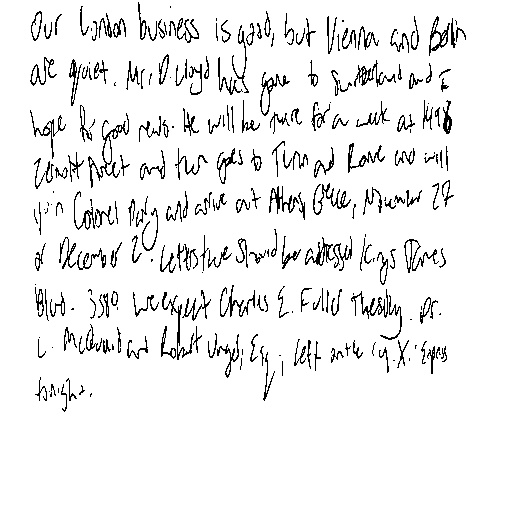 Our London business is good, but Vienna and Berlin
are quiet. Mr. D. Lloyd has gone to Switzerland and I
hope for good news. He will be there for a week at 1496
Zermott Street and then goes to Turin and Rome and will
join Colonel Parry and arrive at Athens, Greece, November 27
or December 2. Letters there should be addressed King James
Blvd. 3580. We expect Charles E. Fuller Tuesday. Dr.
L. McQuaid and Robert Unger, Esq., left on the "Y.X." Express
tonight.